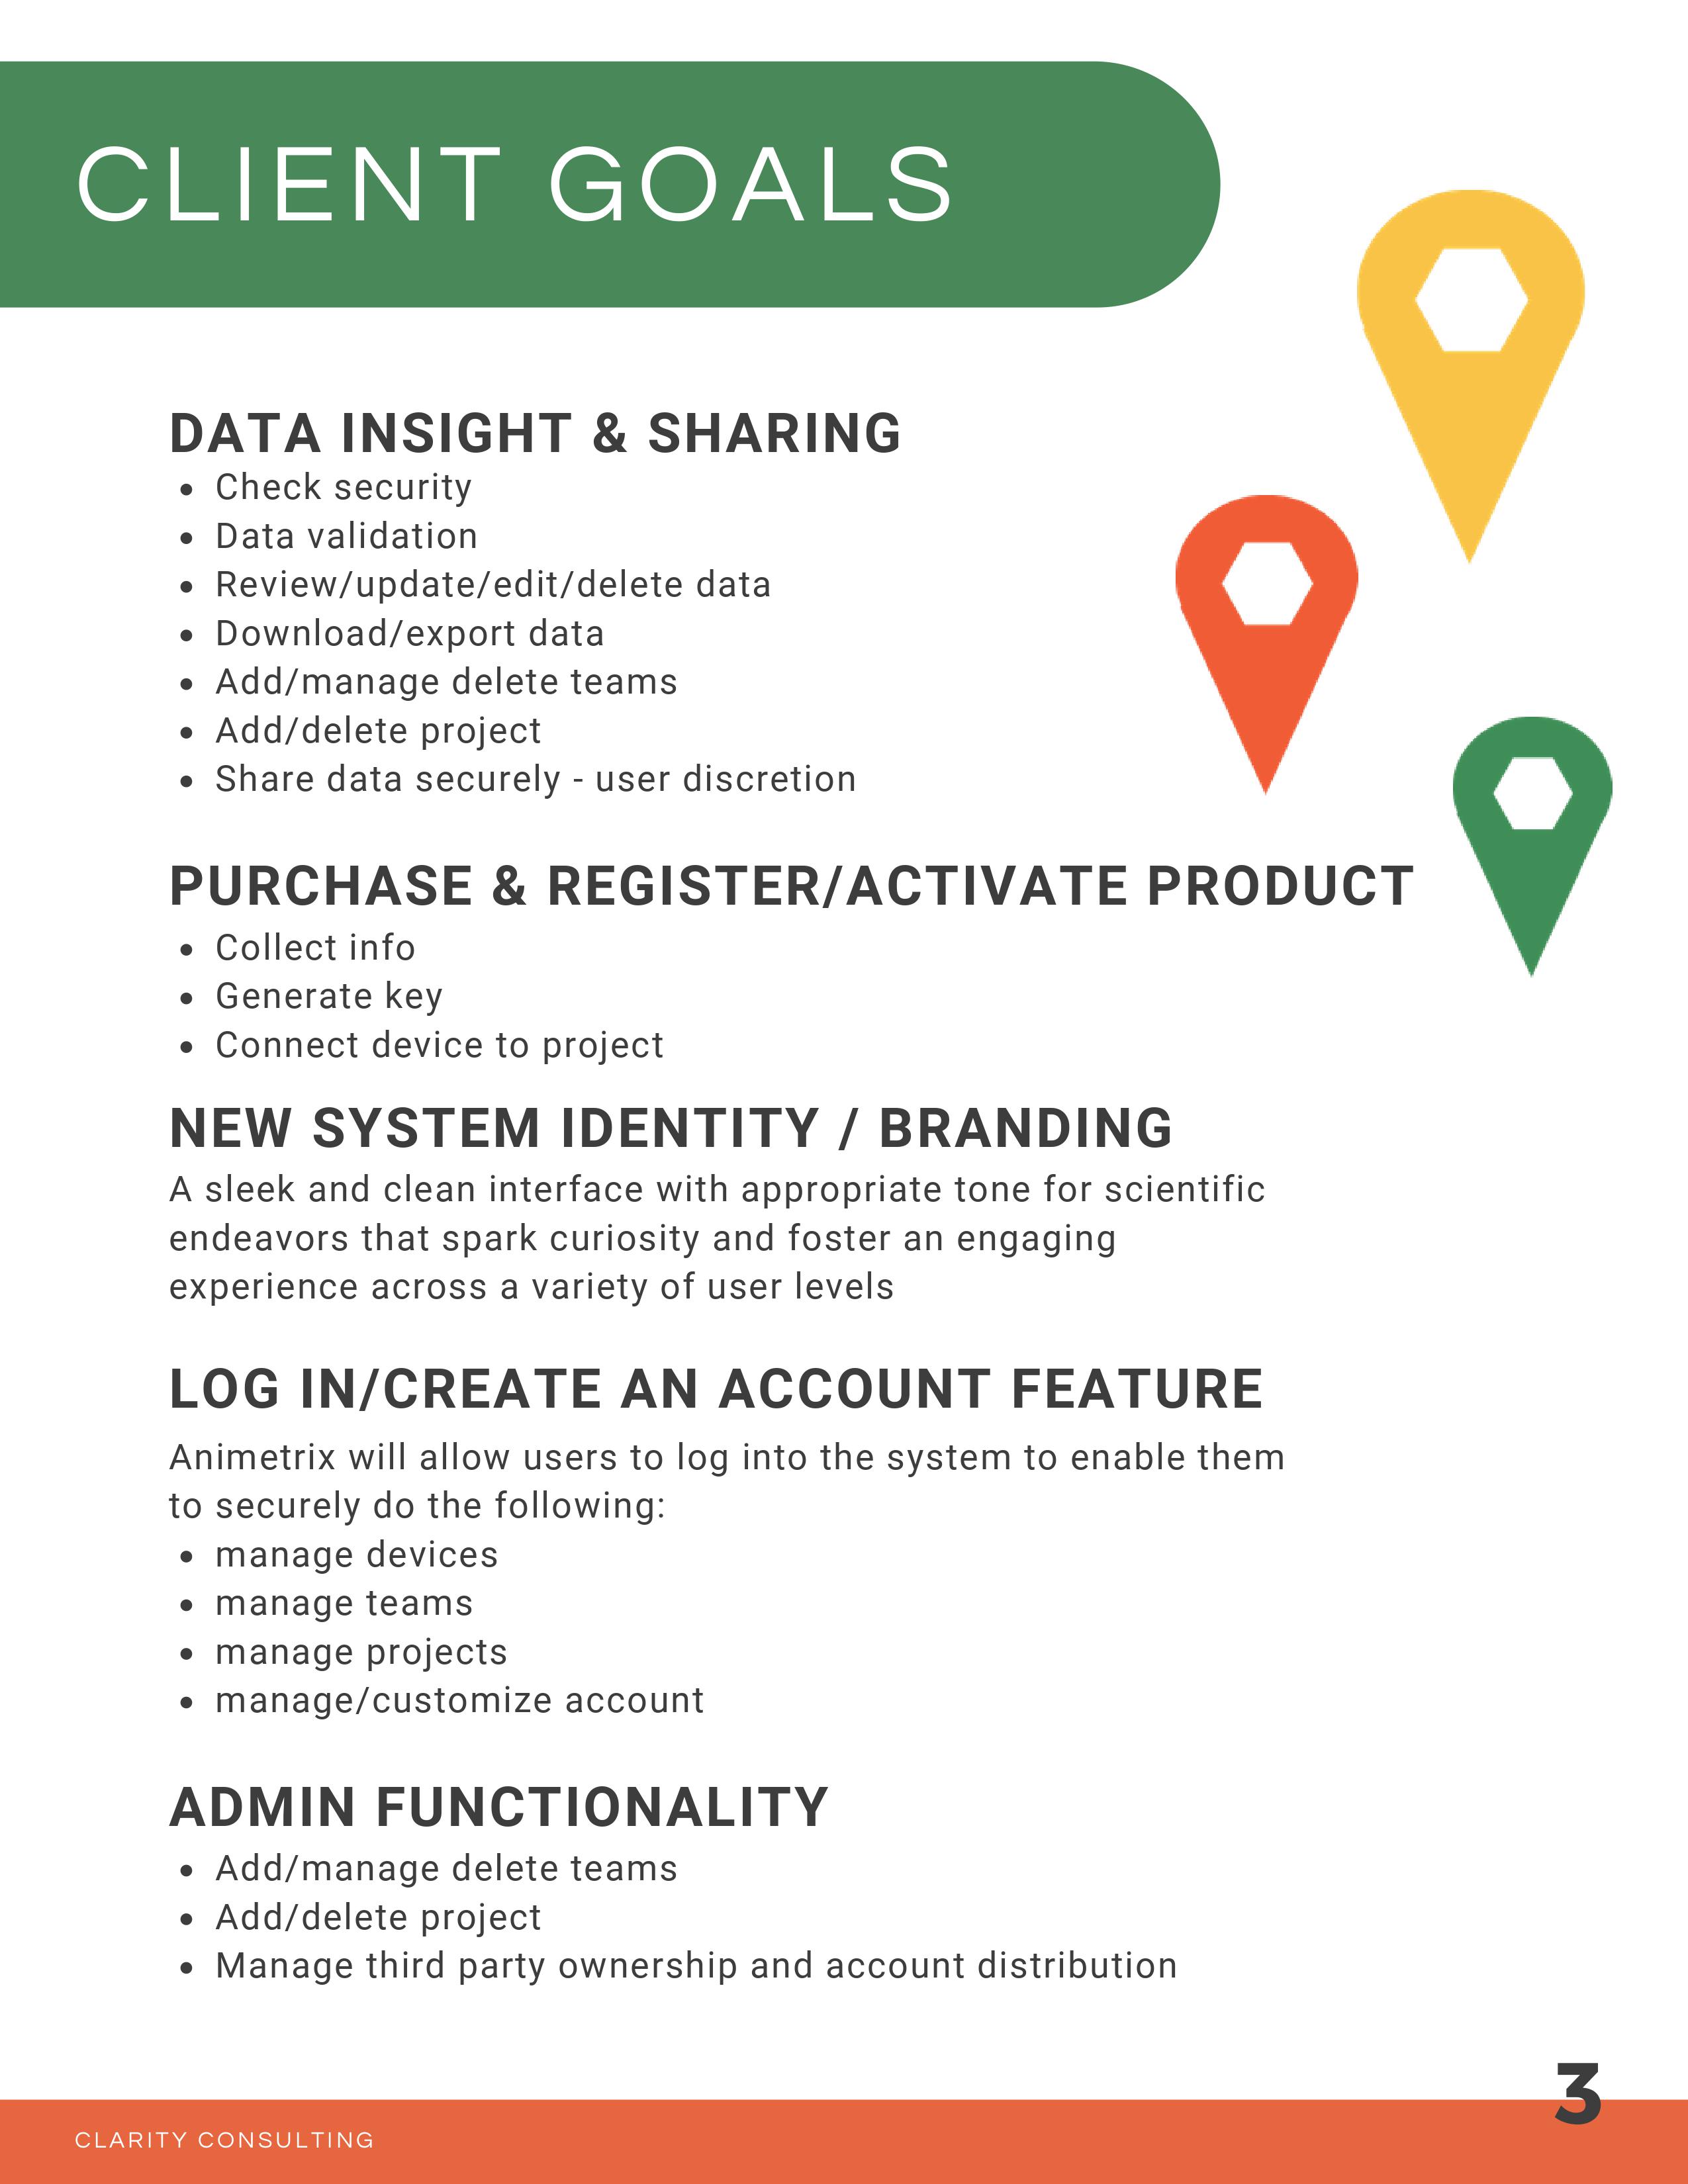 CLIENT GOALS
DATA INSIGHT & SHARING
• Check security
• Data validation
• Review/update/edit/delete data
• Download/export data
• Add/manage delete teams
• Add/delete project
• Share data securely - user discretion
PURCHASE & REGISTER/ACTIVATE PRODUCT
• Collect info
• Generate key
• Connect device to project
NEW SYSTEM IDENTITY / BRANDING
A sleek and clean interface with appropriate tone for scientific
endeavors that spark curiosity and foster an engaging
experience across a variety of user levels
LOG IN/CREATE AN ACCOUNT FEATURE
Animetrix will allow users to log into the system to enable them
to securely do the following:
• manage devices
• manage teams
• manage projects
• manage/customize account
ADMIN FUNCTIONALITY
• Add/manage delete teams
• Add/delete project
• Manage third party ownership and account distribution
3
CLARITY CONSULTING